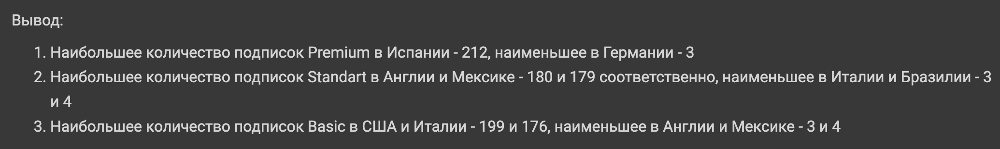 Вывод:
1. Наибольшее количество подписок Premium в Испании - 212, наименьшее в Германии - 3
2. Наибольшее количество подписок Standart в Англии и Мексике - 180 и 179 соответственно, наименьшее в Италии и Бразилии - 3
и 4
3. Наибольшее количество подписок Basic в США и Италии - 199 и 176, наименьшее в Англии и Мексике - 3 и 4